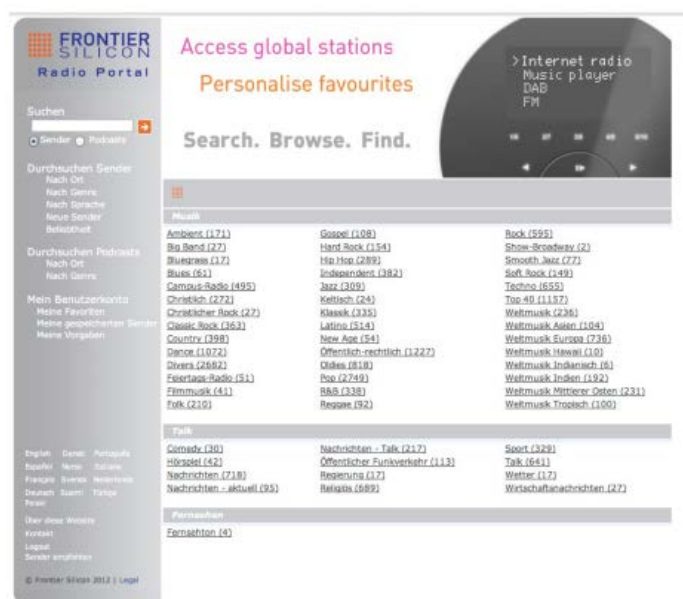 FRONTIER
SILICON
Radio Portal
Access global stations
Personalise favourites
Search. Browse. Find.
>Internet radio
Music player
DAB
FM
Suchen
Sender Podcasts
Durchsuchen Sender
Nach Ort
Nach Genre
Nach Sprache
Neue Sender
Beliebtheit
Durchsuchen Podcasts
Nach Ort
Nach Genre
Mein Benutzerkonto
Meine Favoriten
Meine gespeicherten Sender
Meine Vorgaben
English Dansk Português
Español Norsk Italiano
Français Svensk Nederlands
Deutsch Suomi Türkçe
Polski
Über diese Website
Kontakt
Logout
Sender empfehlen
© Frontier Silicon 2012 | Legal
Musik
Ambient (171)
Big Band (27)
Bluegrass (17)
Blues (61)
Campus-Radio (495)
Christlich (272)
Christlicher Rock (27)
Classic Rock (363)
Country (398)
Dance (1072)
Divers (2682)
Feiertags-Radio (51)
Filmmusik (41)
Folk (210)
Gospel (108)
Hard Rock (154)
Hip Hop (289)
Independent (382)
Jazz (309)
Keltisch (24)
Klassik (335)
Latino (514)
New Age (54)
Öffentlich-rechtlich (1227)
Oldies (818)
Pop (2749)
R&B (338)
Reggae (92)
Rock (595)
Show-Broadway (2)
Smooth Jazz (77)
Soft Rock (149)
Techno (655)
Top 40 (1157)
Weltmusik (236)
Weltmusik Asien (104)
Weltmusik Europa (736)
Weltmusik Hawaii (10)
Weltmusik Indianisch (6)
Weltmusik Indien (192)
Weltmusik Mittlerer Osten (231)
Weltmusik Tropisch (100)
Talk
Comedy (30)
Hörspiel (42)
Nachrichten (718)
Nachrichten - aktuell (95)
Nachrichten - Talk (217)
Öffentlicher Funkverkehr (113)
Regierung (17)
Religiös (689)
Sport (329)
Talk (641)
Wetter (17)
Wirtschaftanachrichten (27)
Fernsehen
Fernsehton (4)